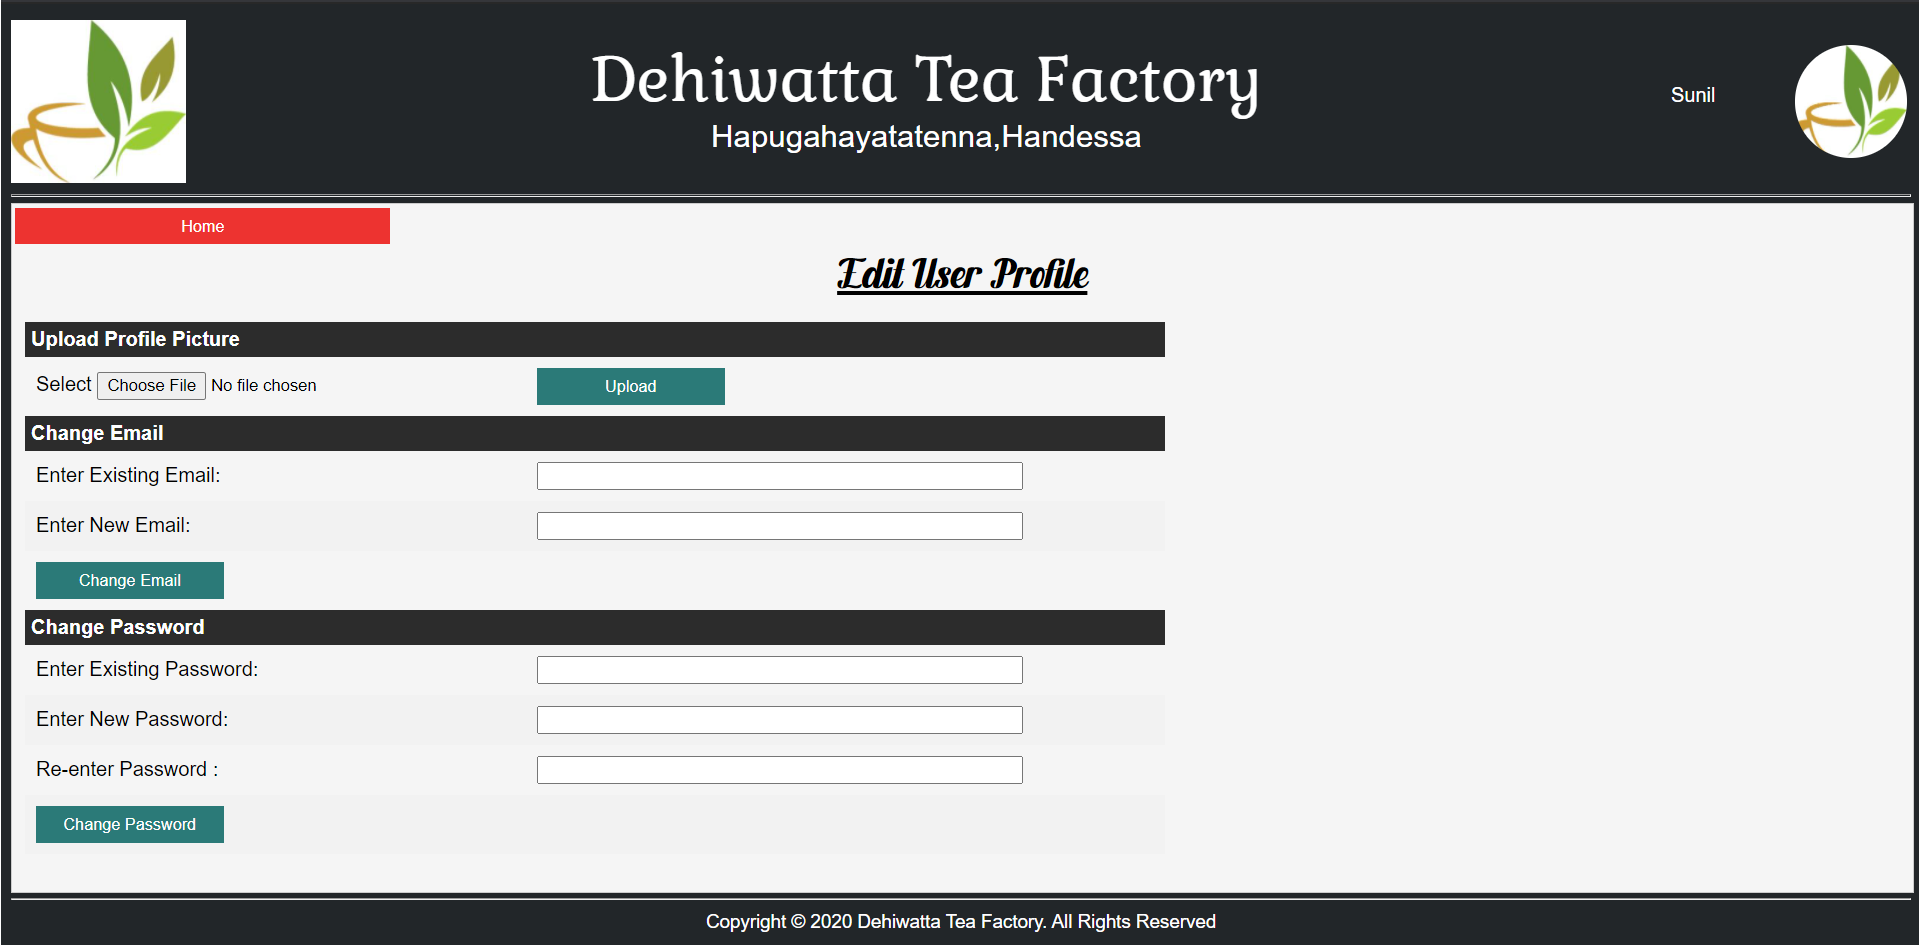 Dehiwatta Tea Factory
Hapugahayatatenna,Handessa
Sunil
Home
Edit User Profile
Upload Profile Picture
Select Choose File No file chosen Upload
Change Email
Enter Existing Email:
Enter New Email:
Change Email
Change Password
Enter Existing Password:
Enter New Password:
Re-enter Password :
Change Password
Copyright © 2020 Dehiwatta Tea Factory. All Rights Reserved